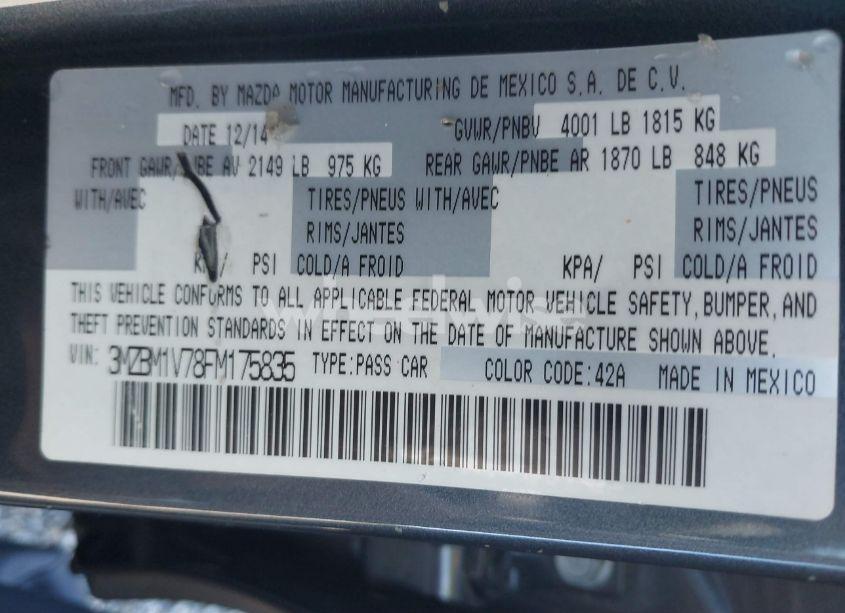 MFD. BY MAZDA MOTOR MANUFACTURING DE MEXICO S.A. DE C.V.
DATE 12/14 GVWR/PNBV 4001 LB 1815 KG
FRONT GAWR/PNBE AV 2149 LB 975 KG REAR GAWR/PNBE AR 1870 LB 848 KG
WITH/AVEC TIRES/PNEUS WITH/AVEC TIRES/PNEUS
RIMS/JANTES RIMS/JANTES
KPA/ PSI COLD/A FROID KPA/ PSI COLD/A FROID
THIS VEHICLE CONFORMS TO ALL APPLICABLE FEDERAL MOTOR VEHICLE SAFETY, BUMPER, AND
THEFT PREVENTION STANDARDS IN EFFECT ON THE DATE OF MANUFACTURE SHOWN ABOVE.
VIN: 3MZBM1V78FM175835 TYPE:PASS CAR COLOR CODE:42A MADE IN MEXICO
wheelwise